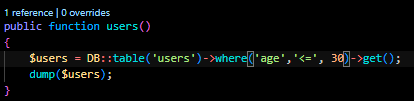 1 reference | 0 overrides
public function users()
{
    $users = DB::table('users')->where('age','<=', 30)->get();
    dump($users);
}